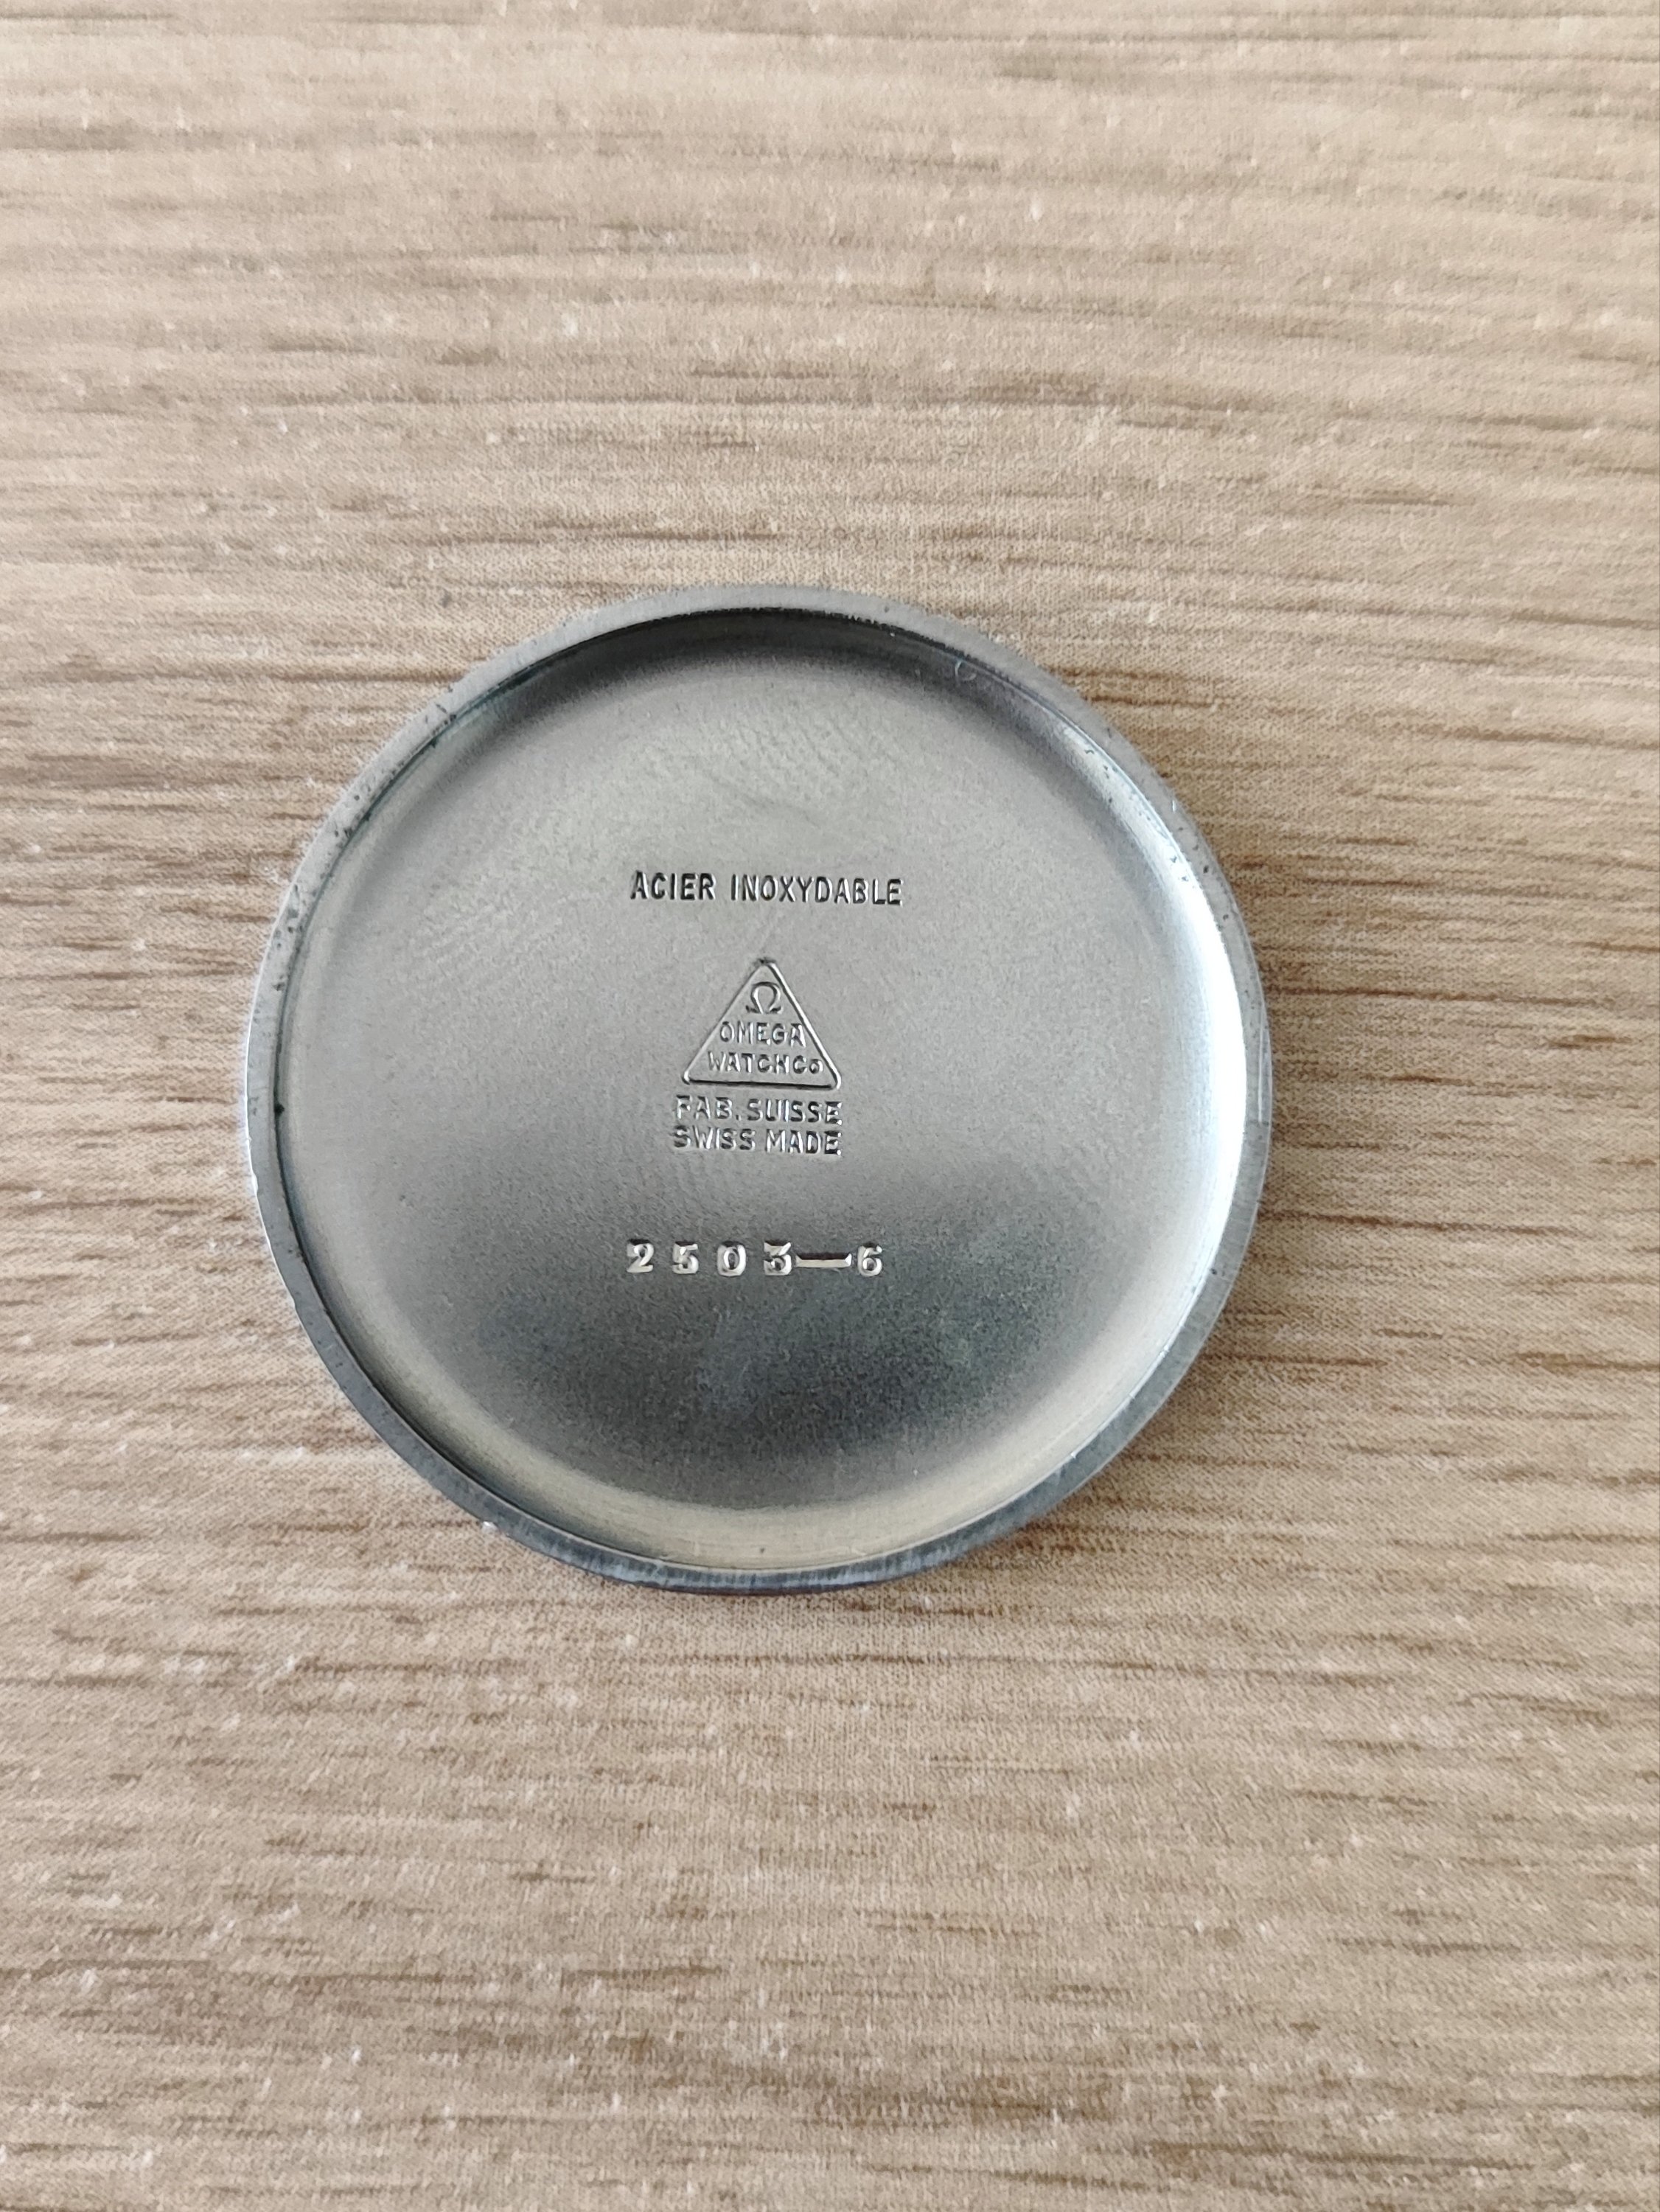 ACIER INOXYDABLE
Ω
OMEGA
WATCH Co
FAB. SUISSE
SWISS MADE
2503—6